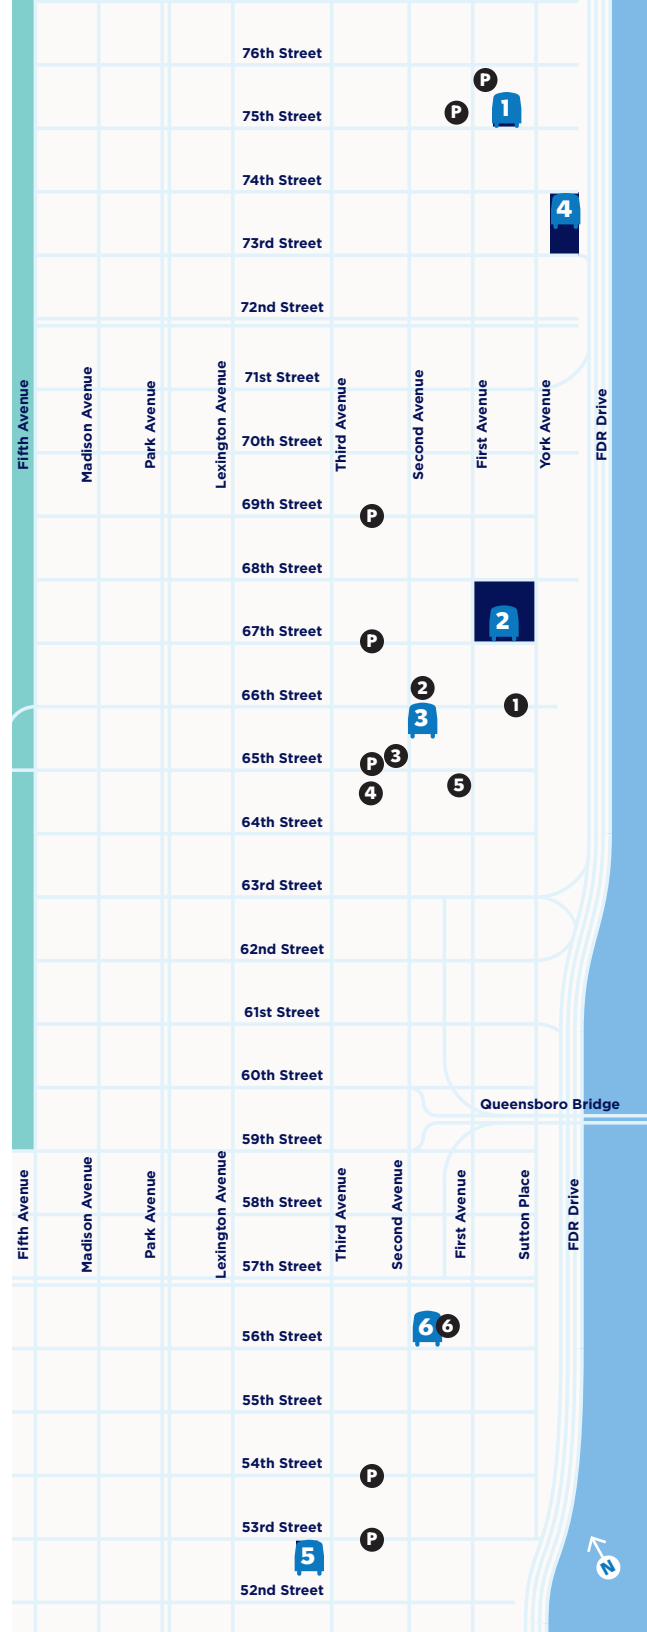 76th Street
P
P
1
75th Street
74th Street
4
73rd Street
72nd Street
71st Street
Fifth Avenue
Madison Avenue
Park Avenue
Lexington Avenue
Third Avenue
Second Avenue
First Avenue
York Avenue
FDR Drive
70th Street
69th Street
P
68th Street
2
67th Street
P
2
66th Street
1
3
3
65th Street
P
5
4
64th Street
63rd Street
62nd Street
61st Street
60th Street
Queensboro Bridge
59th Street
Fifth Avenue
Madison Avenue
Park Avenue
Lexington Avenue
Third Avenue
Second Avenue
First Avenue
Sutton Place
FDR Drive
58th Street
57th Street
6
6
56th Street
55th Street
54th Street
P
53rd Street
P
5
N
52nd Street